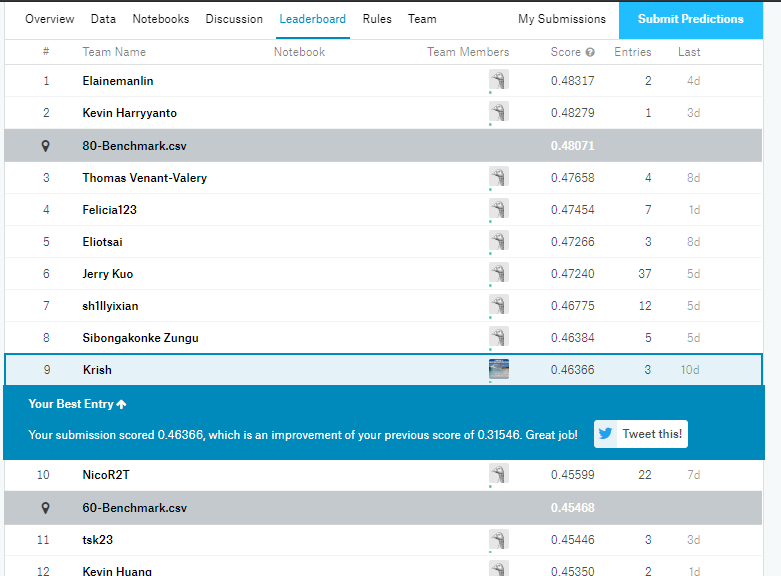 Overview Data Notebooks Discussion Leaderboard Rules Team My Submissions Submit Predictions
# Team Name Notebook Team Members Score Entries Last
1 Elainemanlin 0.48317 2 4d
2 Kevin Harryyanto 0.48279 1 3d
80-Benchmark.csv 0.48071
3 Thomas Venant-Valery 0.47658 4 8d
4 Felicia123 0.47454 7 1d
5 Eliotsai 0.47266 3 8d
6 Jerry Kuo 0.47240 37 5d
7 sh1llyixian 0.46775 12 5d
8 Sibongakonke Zungu 0.46384 5 5d
9 Krish 0.46366 3 10d
Your Best Entry
Your submission scored 0.46366, which is an improvement of your previous score of 0.31546. Great job! Tweet this!
10 NicoR2T 0.45599 22 7d
60-Benchmark.csv 0.45468
11 tsk23 0.45446 3 3d
12 Kevin Huang 0.45350 2 1d